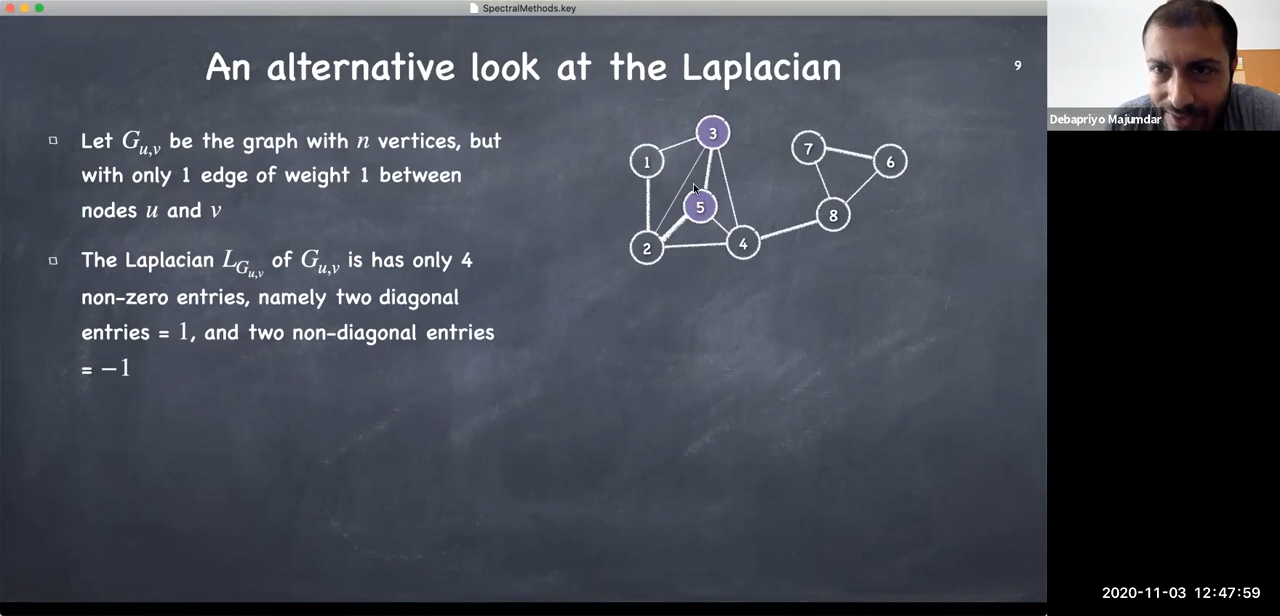 SpectralMethods.key
An alternative look at the Laplacian
9
Let G_{u,v} be the graph with n vertices, but
with only 1 edge of weight 1 between
nodes u and v
The Laplacian L_{G_{u,v}} of G_{u,v} is has only 4
non-zero entries, namely two diagonal
entries = 1, and two non-diagonal entries
= −1
3
1
7
6
5
8
2
4
Debapriyo Majumdar
2020-11-03 12:47:59